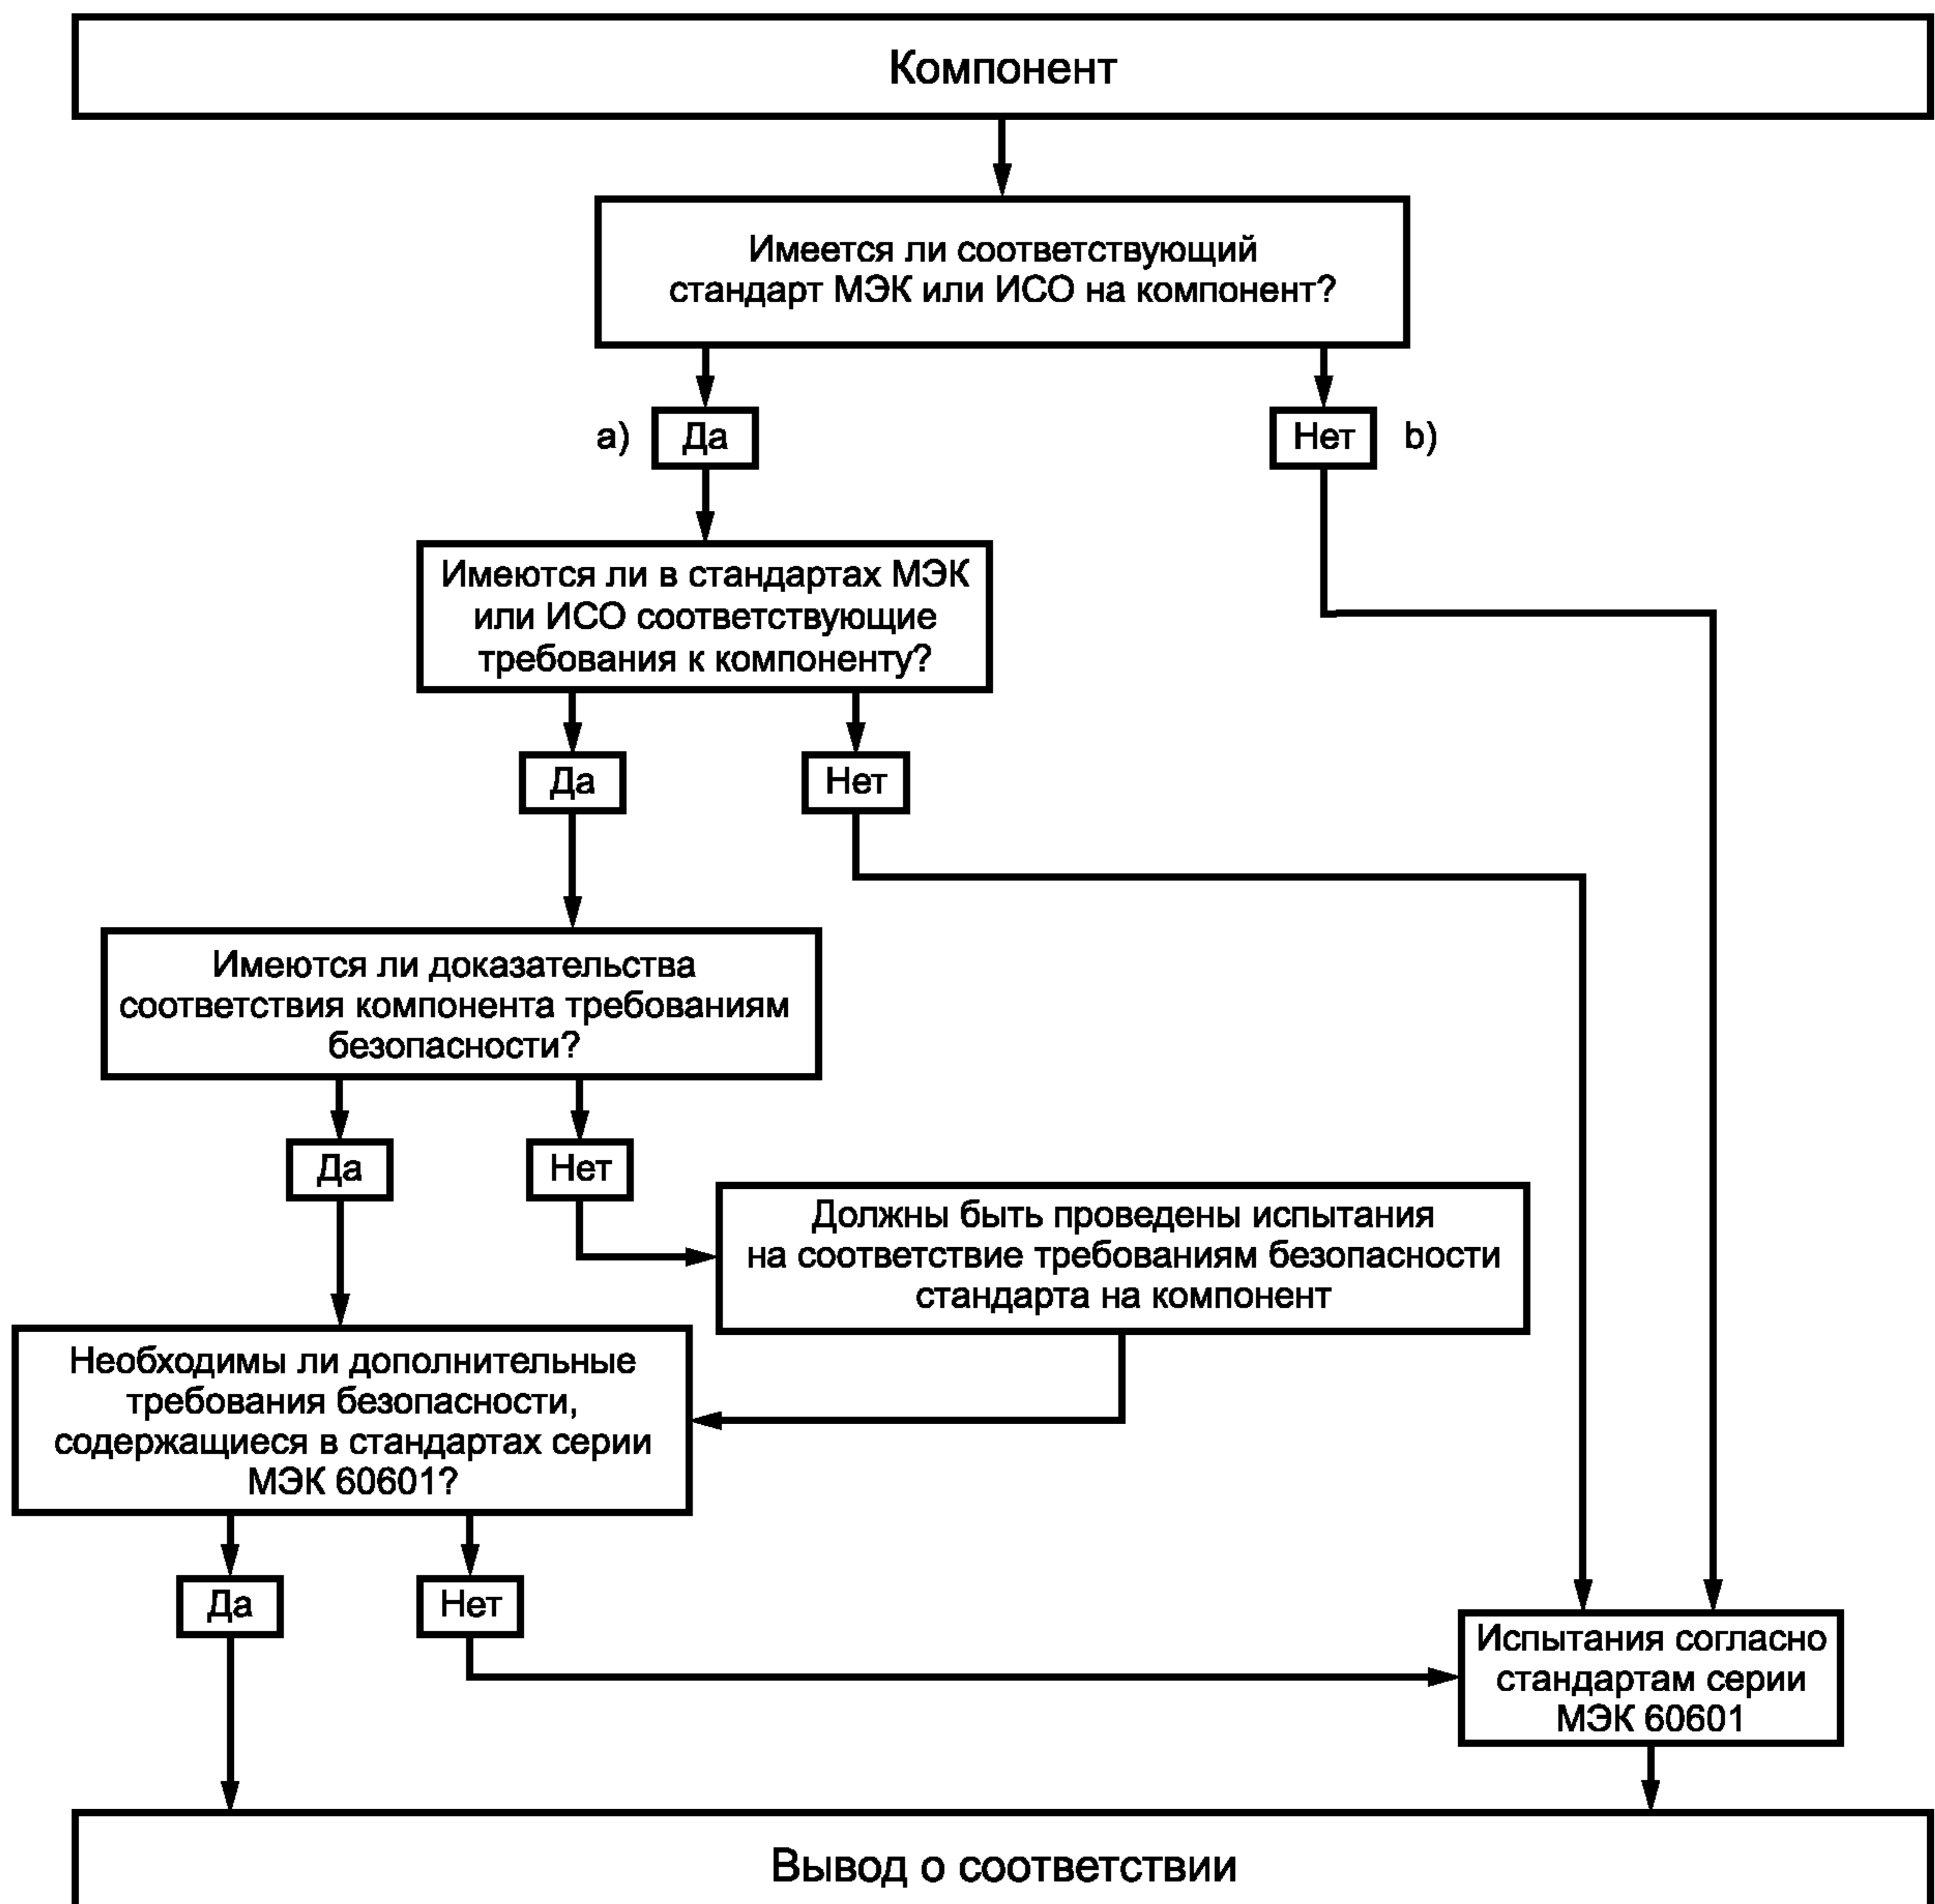 Компонент
Имеется ли соответствующий
стандарт МЭК или ИСО на компонент?
a)
Да
Нет
b)
Имеются ли в стандартах МЭК
или ИСО соответствующие
требования к компоненту?
Да
Нет
Имеются ли доказательства
соответствия компонента требованиям
безопасности?
Да
Нет
Должны быть проведены испытания
на соответствие требованиям безопасности
стандарта на компонент
Необходимы ли дополнительные
требования безопасности,
содержащиеся в стандартах серии
МЭК 60601?
Да
Нет
Испытания согласно
стандартам серии
МЭК 60601
Вывод о соответствии